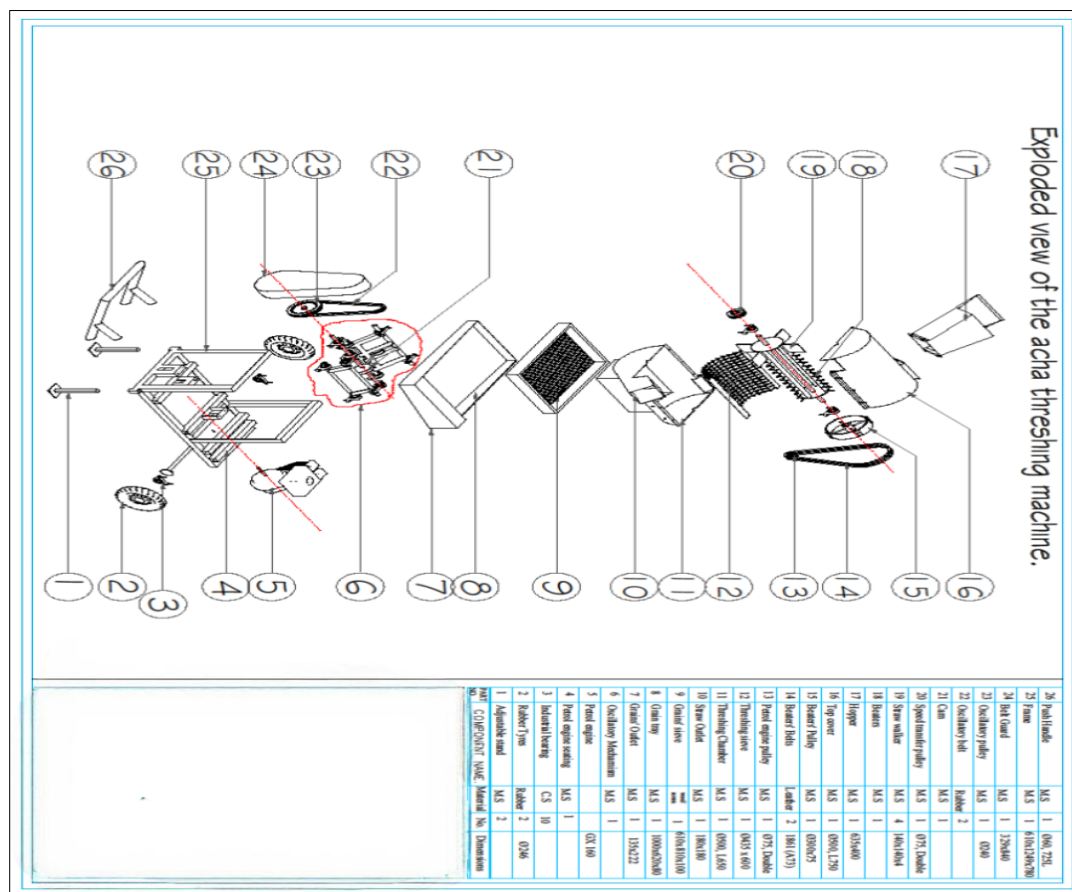 Exploded view of the acha threshing machine.
17
18
19
20
21
22
23
24
25
26
16
15
14
13
12
11
10
9
8
7
6
5
4
3
2
1
26 Push Handle M.S 1 Ø60, 725L
25 Frame M.S 1 610x1249x780
24 Belt Guard M.S 1 329x840
23 Oscillatory pulley M.S 1 Ø240
22 Oscillatory belt Rubber 2
21 Cam M.S 1
20 Speed transfer pulley M.S 1 Ø75, Double
19 Straw walker M.S 4 140x140x4
18 Beaters M.S 1
17 Hopper M.S 1 635x400
16 Top cover M.S 1 Ø500, L750
15 Beaters' Pulley M.S 1 Ø300x75
14 Beaters' Belts Leather 2 1861 (A73)
13 Petrol engine pulley M.S 1 Ø75, Double
12 Threshing sieve M.S 1 Ø435 x 600
11 Threshing Chamber M.S 1 Ø500, L650
10 Straw Outlet M.S 1 180x180
9 Grains' sieve 1 610x810x100
8 Grain tray M.S 1 1000x620x80
7 Grains' Outlet M.S 1 135x222
6 Oscillatory Mechanism M.S 1
5 Petrol engine GX 160
4 Petrol engine seating M.S 1
3 Industrial bearing C.S 10
2 Rubber Tyres Rubber 2 Ø246
1 Adjustable stand M.S 2
PART NO. COMPONENT NAME Material No. Dimensions